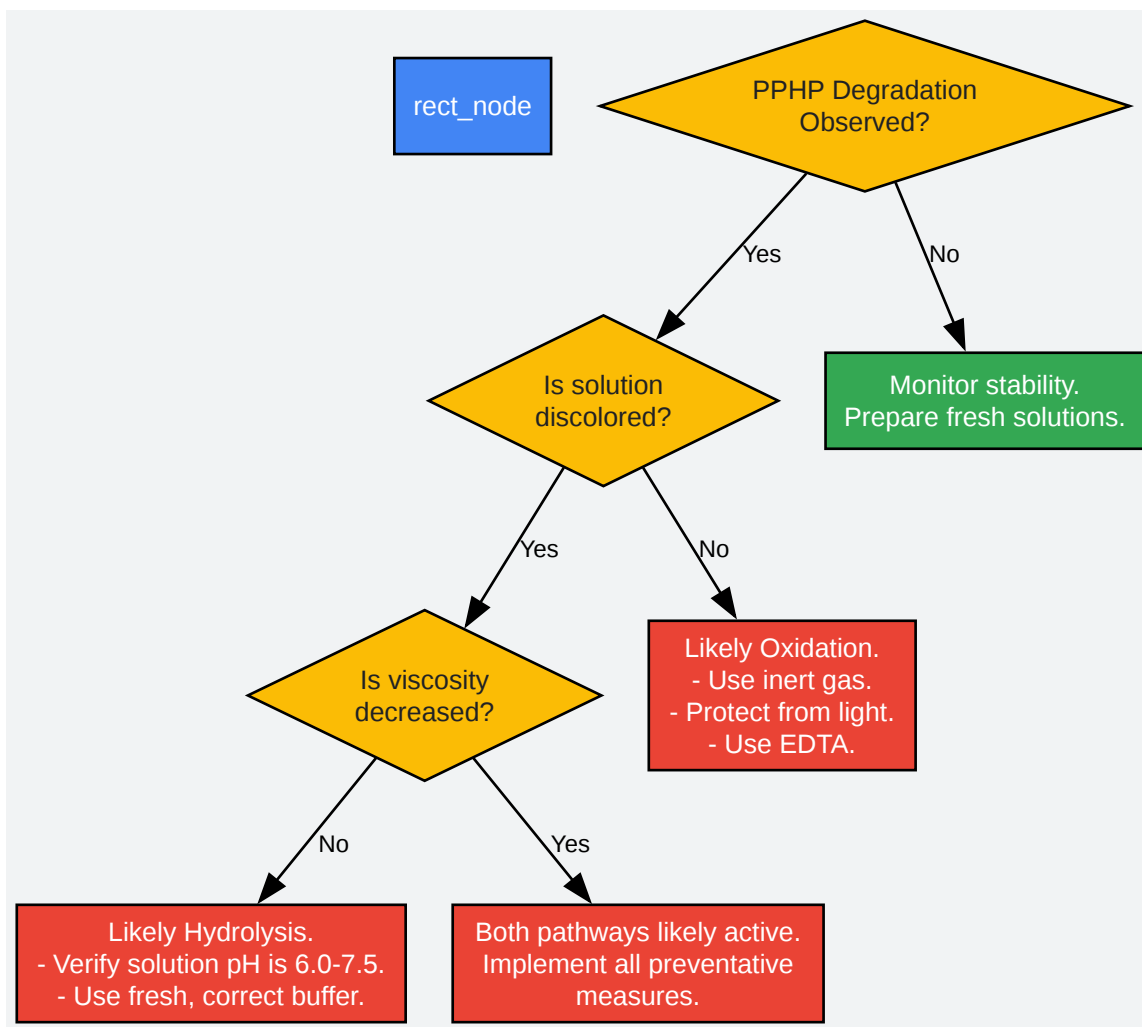 rect_node
PPHP Degradation
Observed?
Yes
No
Is solution
discolored?
Monitor stability.
Prepare fresh solutions.
Yes
No
Is viscosity
decreased?
Likely Oxidation.
- Use inert gas.
- Protect from light.
- Use EDTA.
No
Yes
Likely Hydrolysis.
- Verify solution pH is 6.0-7.5.
- Use fresh, correct buffer.
Both pathways likely active.
Implement all preventative
measures.